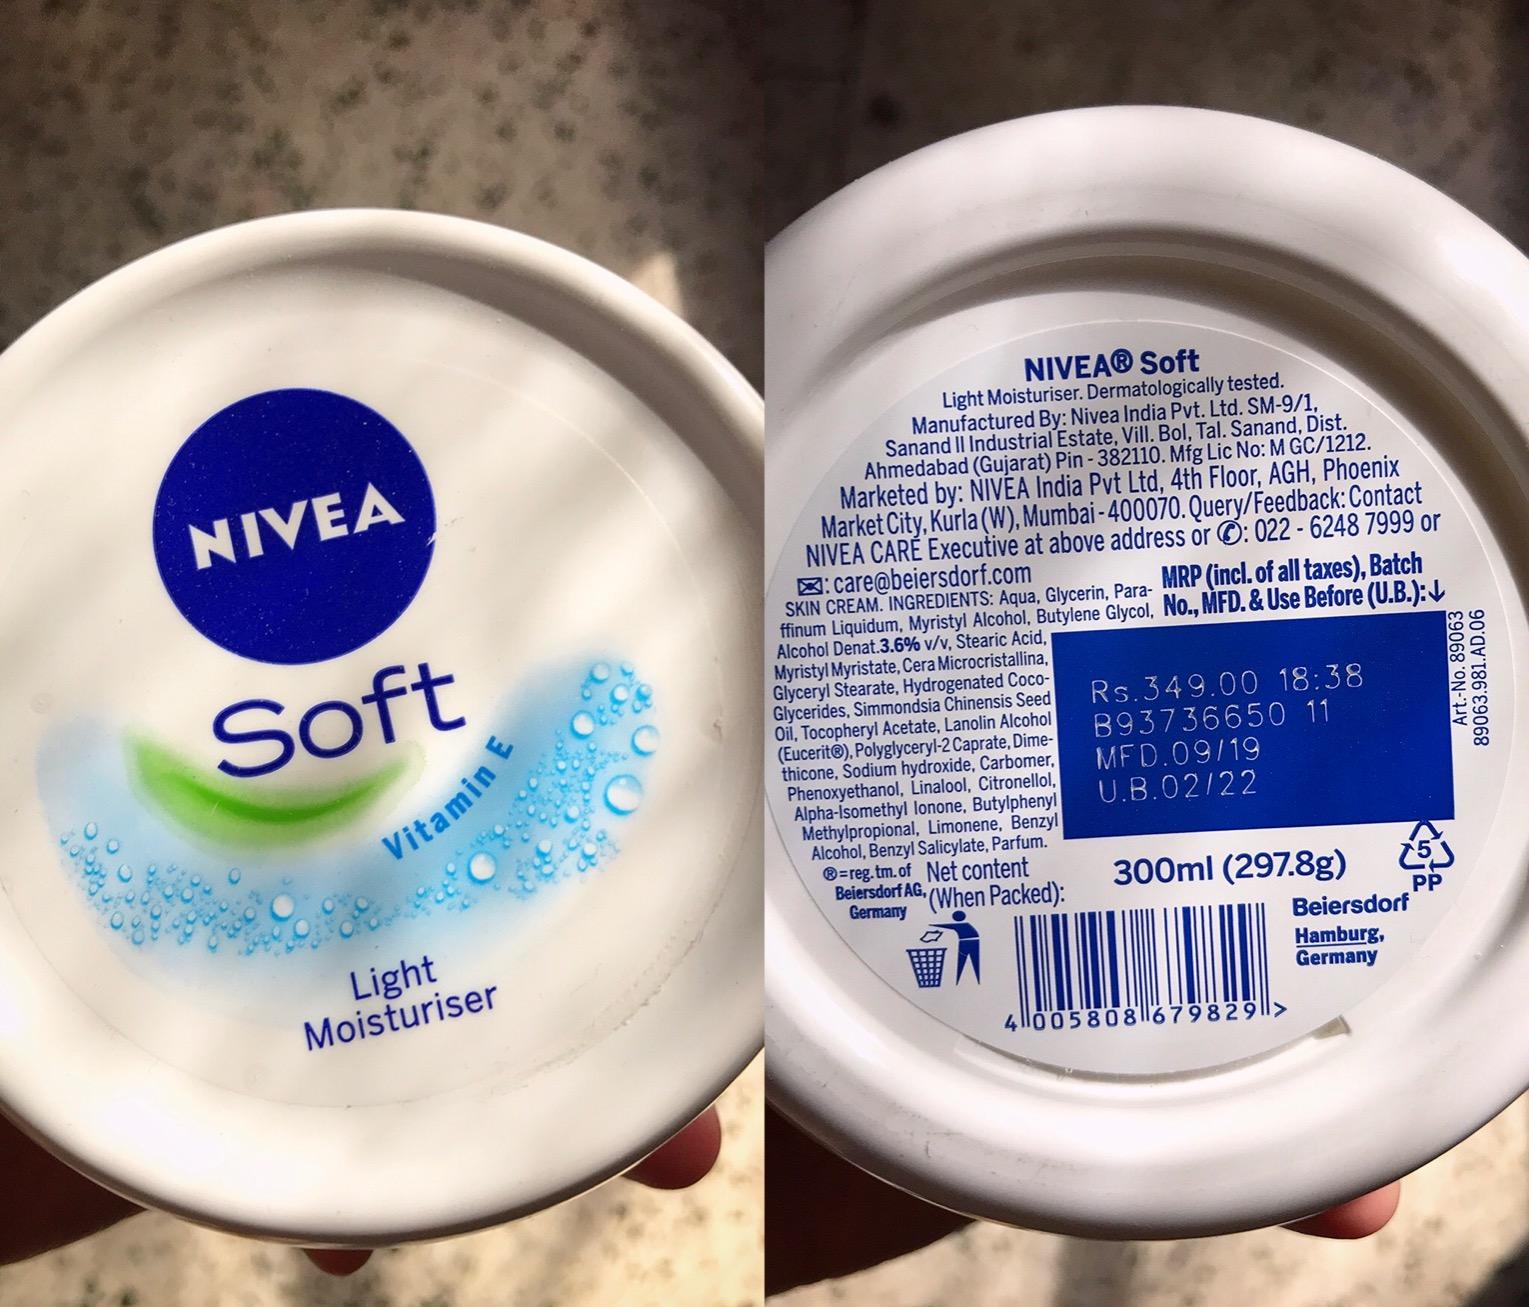 NIVEA
Soft
Vitamin E
Light
Moisturiser
NIVEA® Soft
Light Moisturiser. Dermatologically tested.
Manufactured By: Nivea India Pvt. Ltd. SM-9/1,
Sanand II Industrial Estate, Vill. Bol, Tal. Sanand, Dist.
Ahmedabad (Gujarat) Pin - 382110. Mfg Lic No: M GC/1212.
Marketed by: NIVEA India Pvt Ltd, 4th Floor, AGH, Phoenix
Market City, Kurla (W), Mumbai - 400070. Query/Feedback: Contact
NIVEA CARE Executive at above address or ✆: 022 - 6248 7999 or
✉: care@beiersdorf.com
SKIN CREAM. INGREDIENTS: Aqua, Glycerin, Para-
ffinum Liquidum, Myristyl Alcohol, Butylene Glycol,
Alcohol Denat.3.6% v/v, Stearic Acid,
Myristyl Myristate, Cera Microcristallina,
Glyceryl Stearate, Hydrogenated Coco-
Glycerides, Simmondsia Chinensis Seed
Oil, Tocopheryl Acetate, Lanolin Alcohol
(Eucerit®), Polyglyceryl-2 Caprate, Dime-
thicone, Sodium hydroxide, Carbomer,
Phenoxyethanol, Linalool, Citronellol,
Alpha-Isomethyl Ionone, Butylphenyl
Methylpropional, Limonene, Benzyl
Alcohol, Benzyl Salicylate, Parfum.
MRP (incl. of all taxes), Batch
No., MFD. & Use Before (U.B.):↓
Rs.349.00 18:38
B93736650 11
MFD.09/19
U.B.02/22
Art.-No. 89063
89063.981.AD.06
®=reg. tm. of
Beiersdorf AG,
Germany
Net content
(When Packed):
300ml (297.8g)
5
PP
Beiersdorf
Hamburg,
Germany
4 005808 679829 >